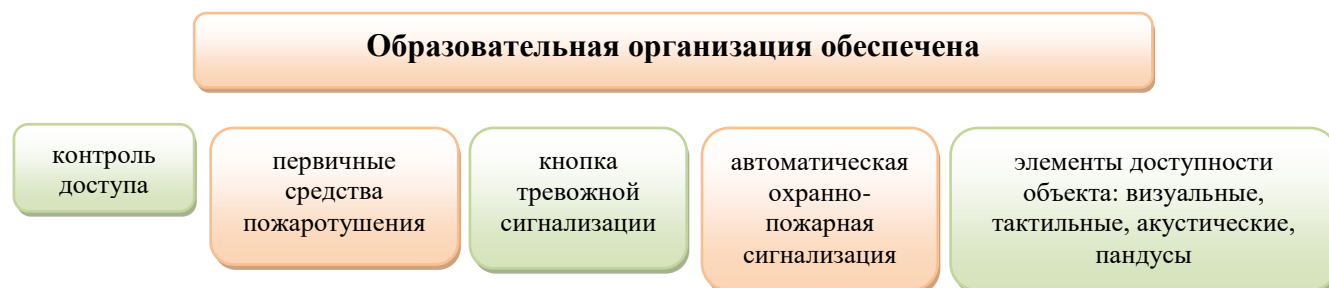 Образовательная организация обеспечена
контроль
доступа
первичные
средства
пожаротушения
кнопка
тревожной
сигнализации
автоматическая
охранно-
пожарная
сигнализация
элементы доступности
объекта: визуальные,
тактильные, акустические,
пандусы